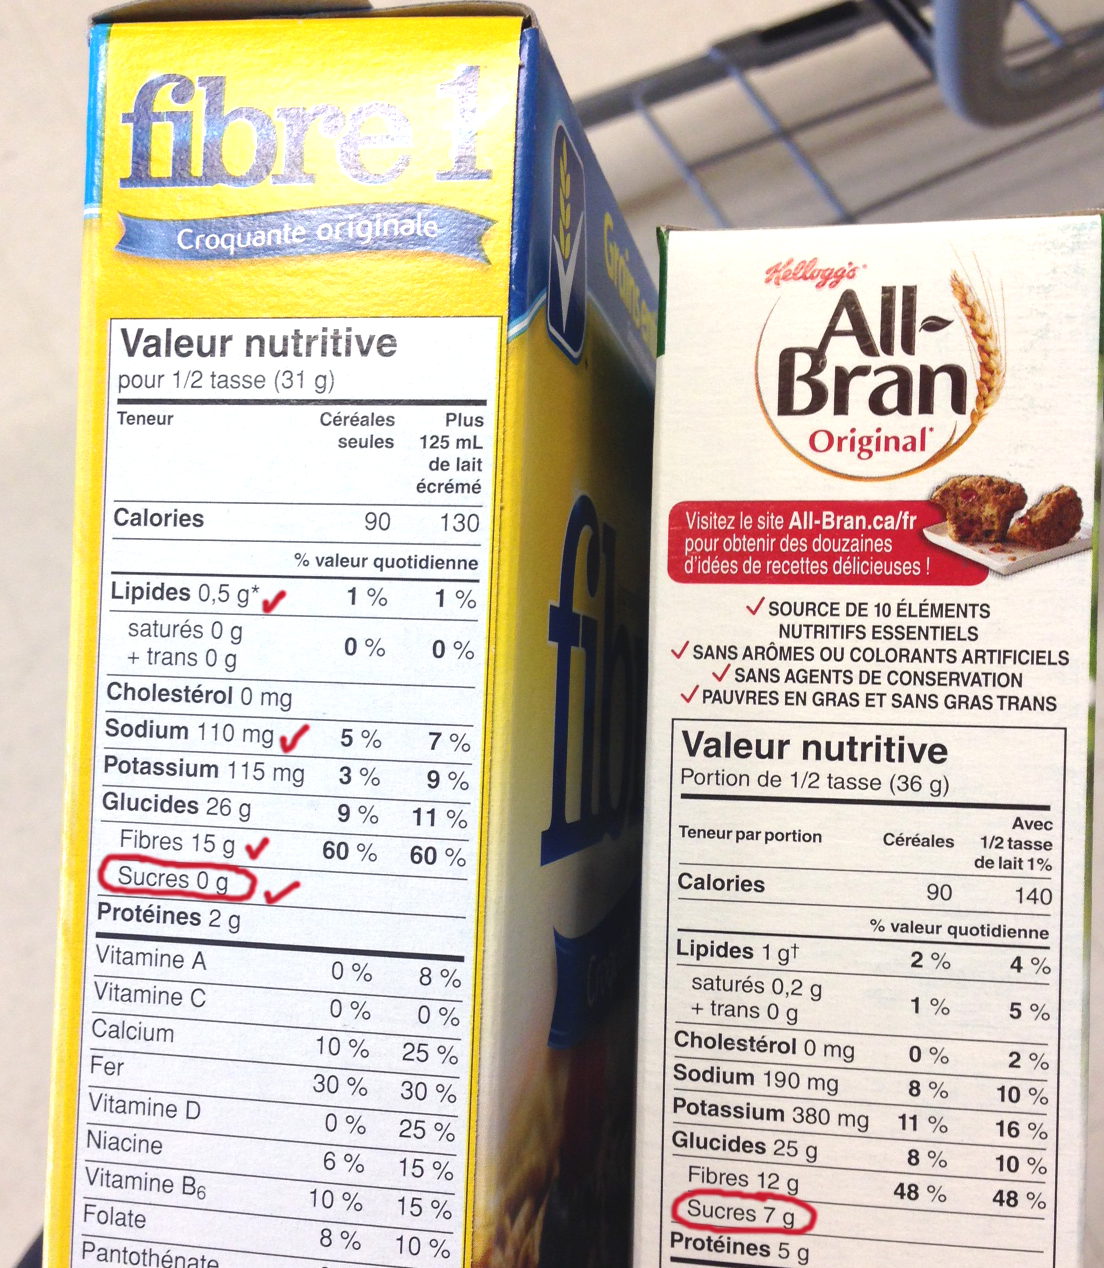 fibre 1
Croquante originale
Valeur nutritive
pour 1/2 tasse (31 g)
Teneur Céréales seules Plus 125 mL de lait écrémé
Calories 90 130
% valeur quotidienne
Lipides 0,5 g* 1 % 1 %
saturés 0 g
+ trans 0 g 0 % 0 %
Cholestérol 0 mg
Sodium 110 mg 5 % 7 %
Potassium 115 mg 3 % 9 %
Glucides 26 g 9 % 11 %
Fibres 15 g 60 % 60 %
Sucres 0 g
Protéines 2 g
Vitamine A 0 % 8 %
Vitamine C 0 % 0 %
Calcium 10 % 25 %
Fer 30 % 30 %
Vitamine D 0 % 25 %
Niacine 6 % 15 %
Vitamine B6 10 % 15 %
Folate 8 % 10 %
Pantothénate
Grains
fib
Kellogg's
All-
Bran
Original*
Visitez le site All-Bran.ca/fr
pour obtenir des douzaines
d'idées de recettes délicieuses !
SOURCE DE 10 ÉLÉMENTS
NUTRITIFS ESSENTIELS
SANS ARÔMES OU COLORANTS ARTIFICIELS
SANS AGENTS DE CONSERVATION
PAUVRES EN GRAS ET SANS GRAS TRANS
Valeur nutritive
Portion de 1/2 tasse (36 g)
Teneur par portion Céréales Avec 1/2 tasse de lait 1%
Calories 90 140
% valeur quotidienne
Lipides 1 g† 2 % 4 %
saturés 0,2 g
+ trans 0 g 1 % 5 %
Cholestérol 0 mg 0 % 2 %
Sodium 190 mg 8 % 10 %
Potassium 380 mg 11 % 16 %
Glucides 25 g 8 % 10 %
Fibres 12 g 48 % 48 %
Sucres 7 g
Protéines 5 g